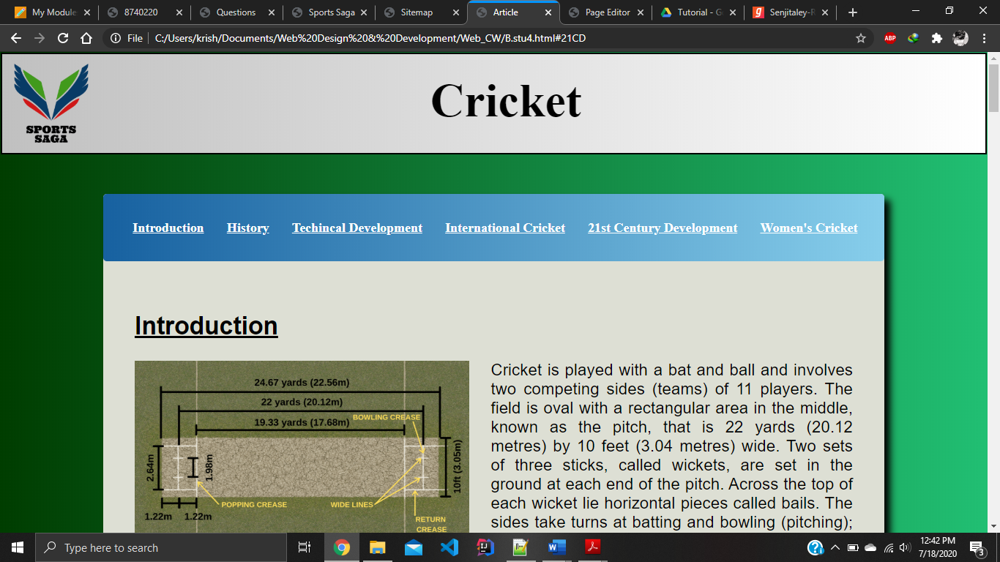 My Module
8740220
Questions
Sports Saga
Sitemap
Article
Page Editor
Tutorial - G
Senjitaley-R
File
C:/Users/krish/Documents/Web%20Design%20&%20Development/Web_CW/B.stu4.html#21CD
ABP
SPORTS
SAGA
Cricket
Introduction
History
Techincal Development
International Cricket
21st Century Development
Women's Cricket
Introduction
24.67 yards (22.56m)
22 yards (20.12m)
BOWLING CREASE
19.33 yards (17.68m)
2.64m
1.98m
10ft (3.05m)
POPPING CREASE
WIDE LINES
1.22m
1.22m
RETURN
CREASE
Cricket is played with a bat and ball and involves
two competing sides (teams) of 11 players. The
field is oval with a rectangular area in the middle,
known as the pitch, that is 22 yards (20.12
metres) by 10 feet (3.04 metres) wide. Two sets
of three sticks, called wickets, are set in the
ground at each end of the pitch. Across the top of
each wicket lie horizontal pieces called bails. The
sides take turns at batting and bowling (pitching);
Type here to search
12:42 PM
7/18/2020
3